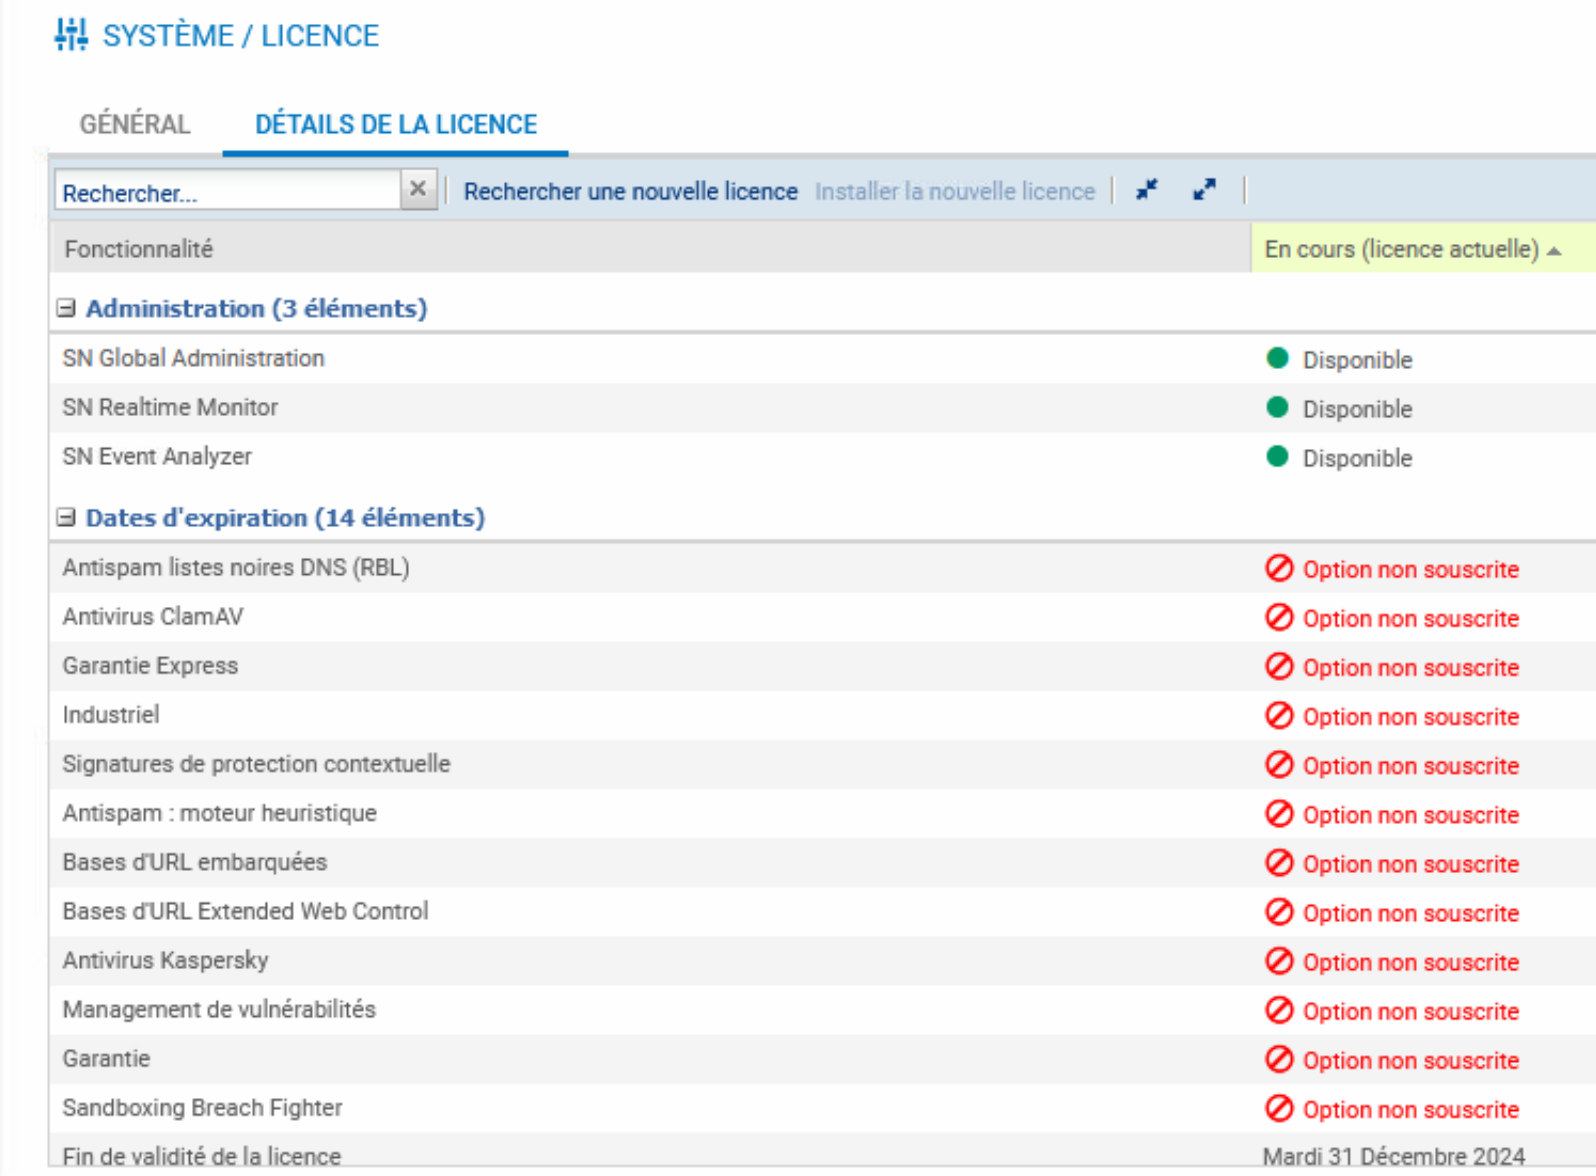 SYSTÈME / LICENCE
GÉNÉRAL DÉTAILS DE LA LICENCE
Rechercher... Rechercher une nouvelle licence Installer la nouvelle licence
Fonctionnalité En cours (licence actuelle)
Administration (3 éléments)
SN Global Administration Disponible
SN Realtime Monitor Disponible
SN Event Analyzer Disponible
Dates d'expiration (14 éléments)
Antispam listes noires DNS (RBL) Option non souscrite
Antivirus ClamAV Option non souscrite
Garantie Express Option non souscrite
Industriel Option non souscrite
Signatures de protection contextuelle Option non souscrite
Antispam : moteur heuristique Option non souscrite
Bases d'URL embarquées Option non souscrite
Bases d'URL Extended Web Control Option non souscrite
Antivirus Kaspersky Option non souscrite
Management de vulnérabilités Option non souscrite
Garantie Option non souscrite
Sandboxing Breach Fighter Option non souscrite
Fin de validité de la licence Mardi 31 Décembre 2024